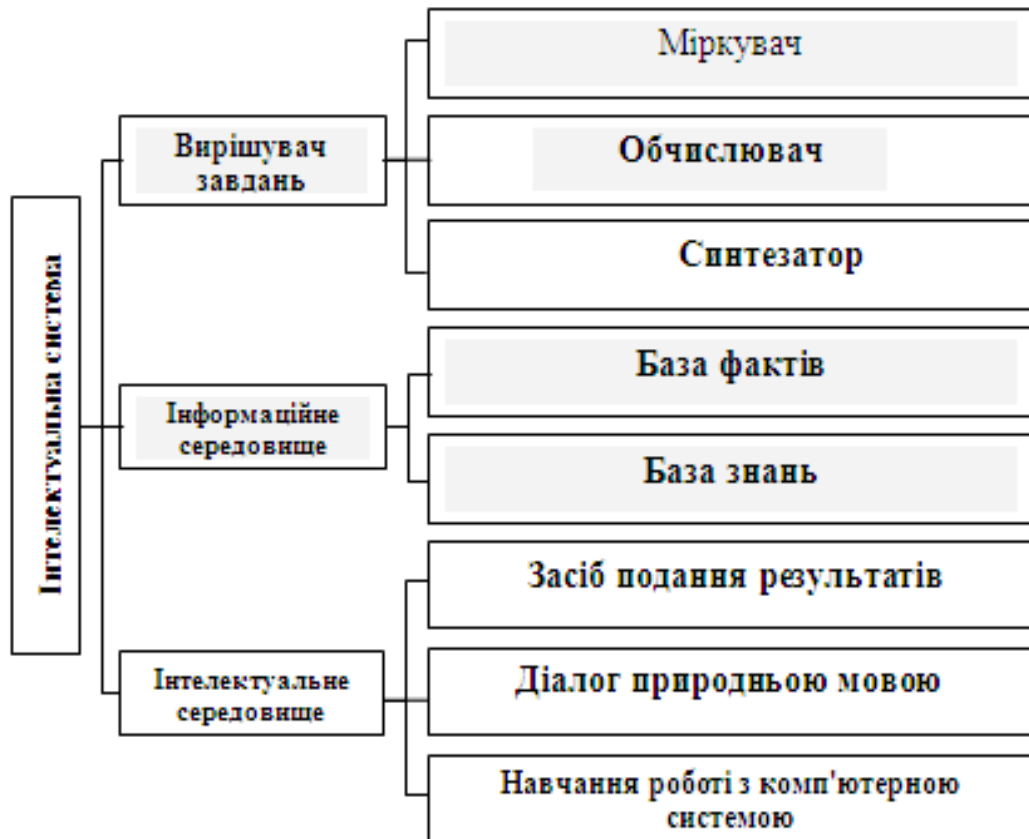 Інтелектуальна система
Вирішувач
завдань
Міркувач
Обчислювач
Синтезатор
Інформаційне
середовище
База фактів
База знань
Інтелектуальне
середовище
Засіб подання результатів
Діалог природньою мовою
Навчання роботі з комп'ютерною
системою